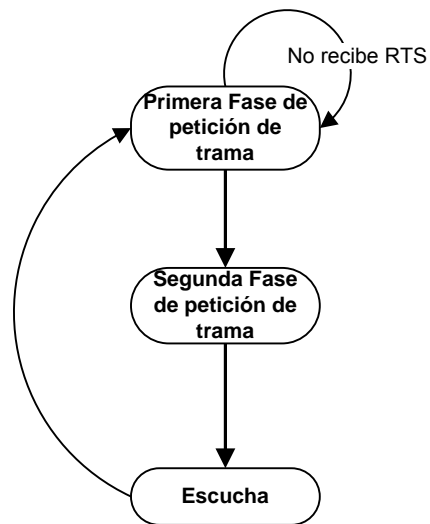 No recibe RTS
Primera Fase de
petición de
trama
Segunda Fase
de petición de
trama
Escucha